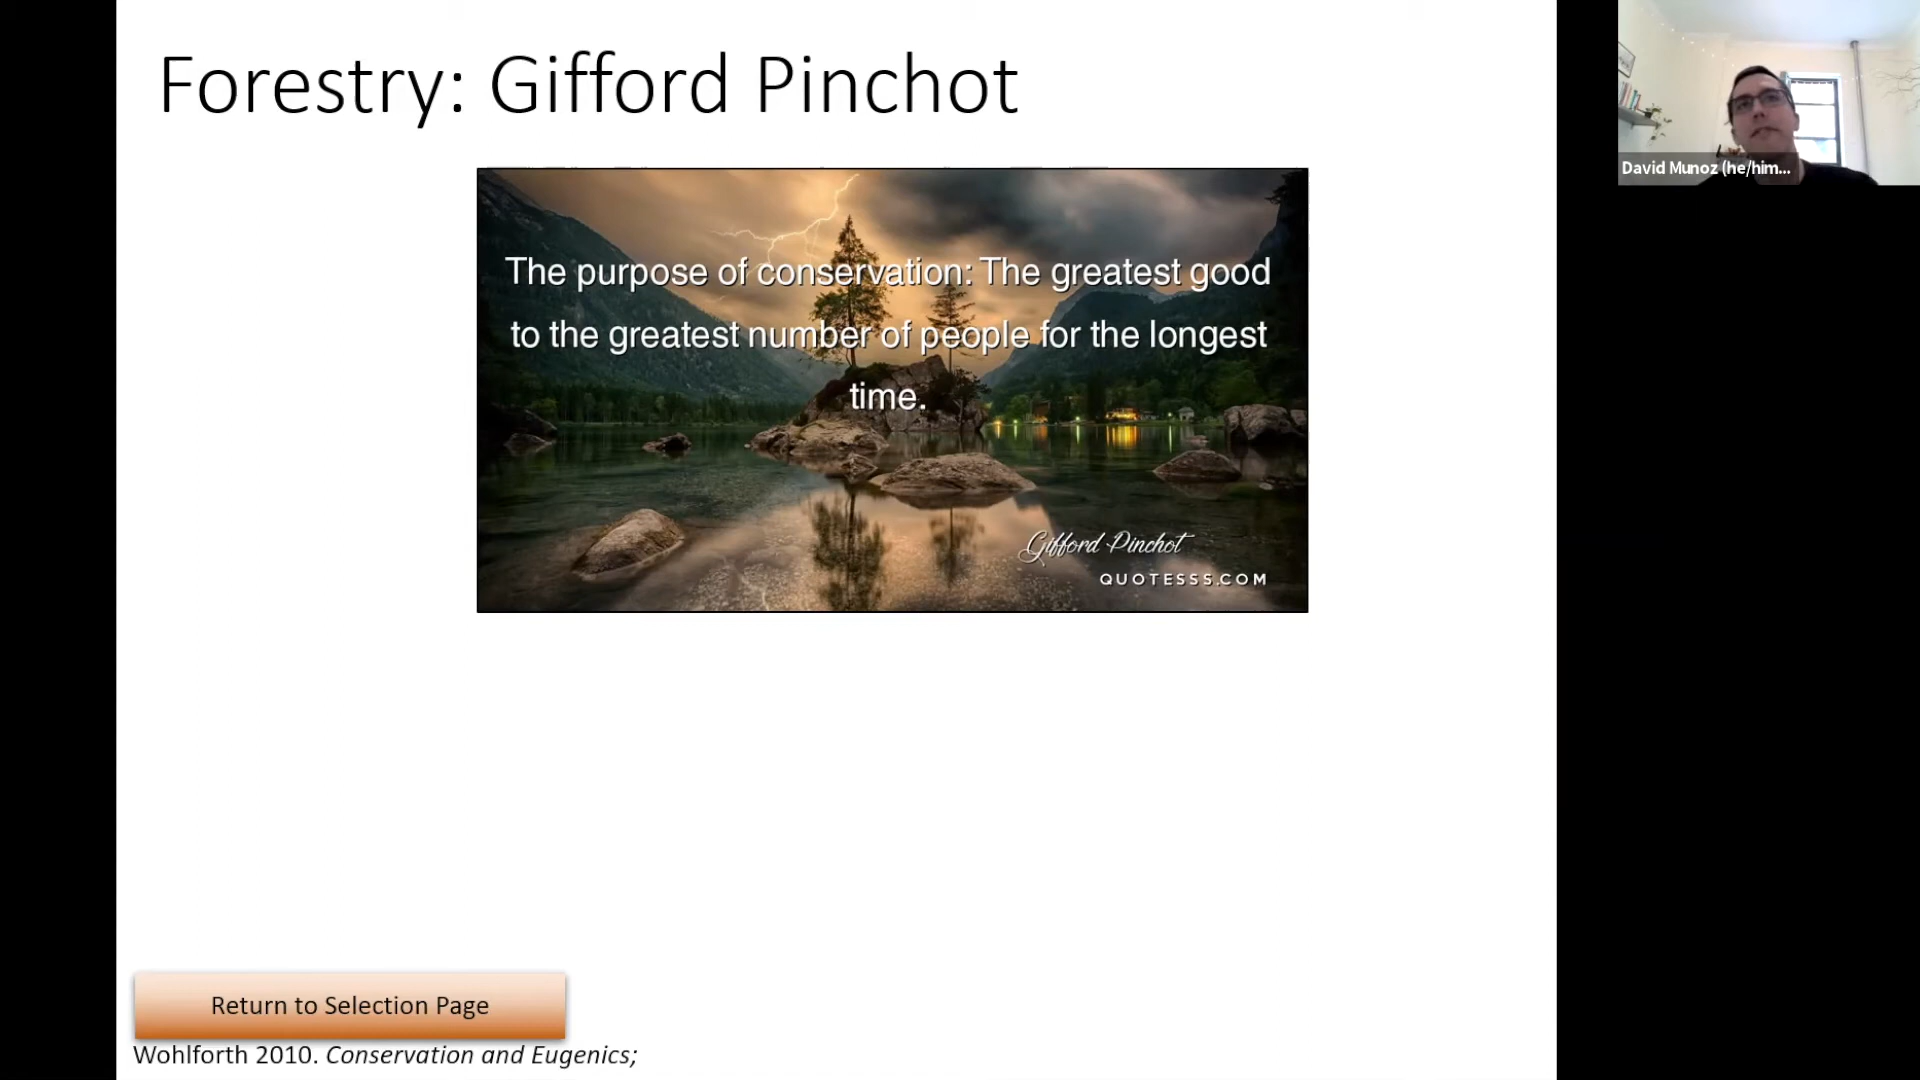 Forestry: Gifford Pinchot
David Munoz (he/him...
The purpose of conservation: The greatest good
to the greatest number of people for the longest
time.
Gifford Pinchot
QUOTESSS.COM
Return to Selection Page
Wohlforth 2010. Conservation and Eugenics;